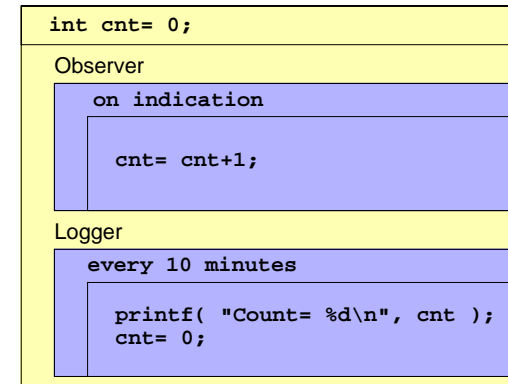 int cnt= 0;
Observer
on indication
cnt= cnt+1;
Logger
every 10 minutes
printf( "Count= %d\n", cnt );
cnt= 0;